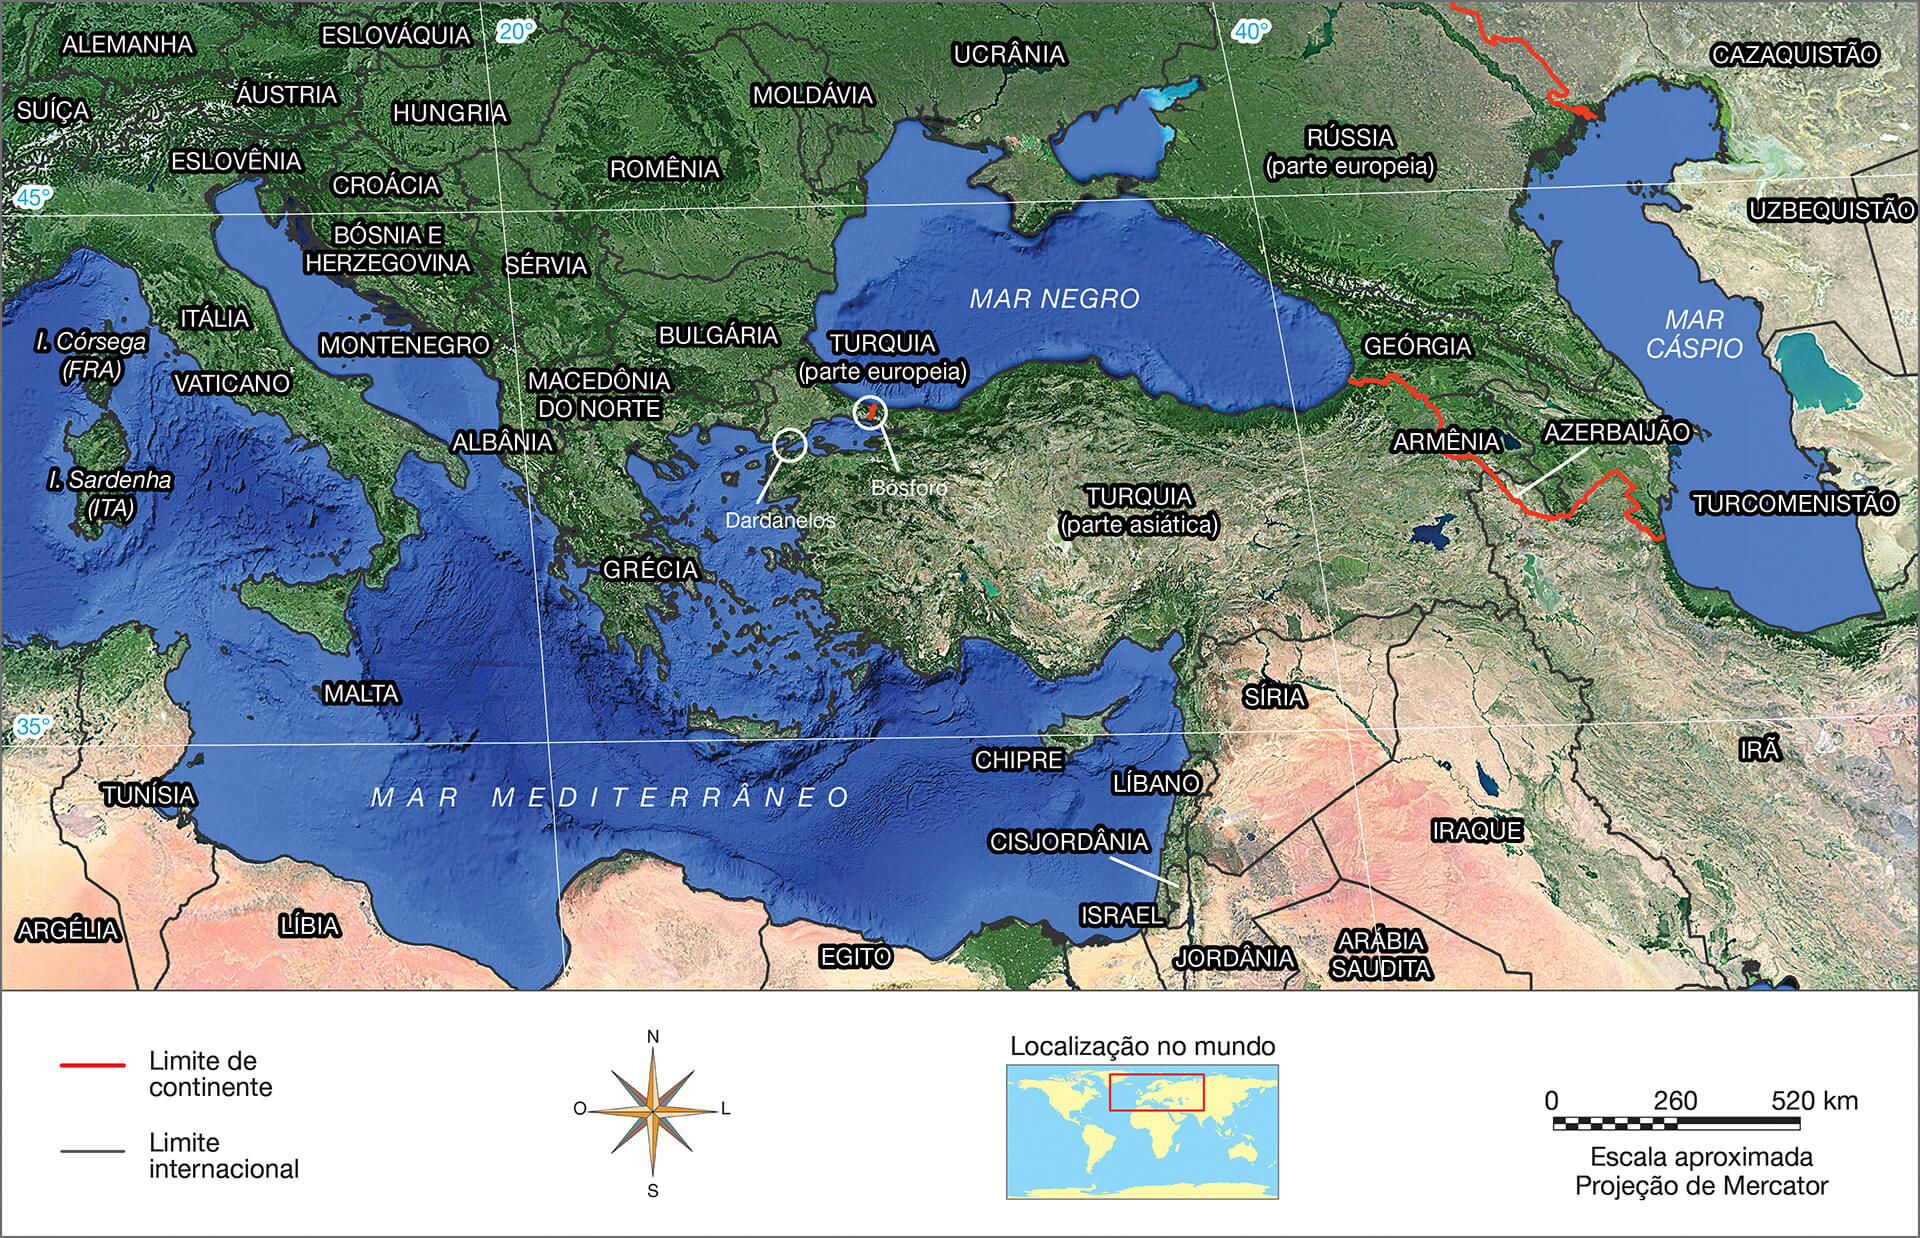 ALEMANHA
ESLOVÁQUIA
20°
UCRÂNIA
40°
CAZAQUISTÃO
SUÍÇA
ÁUSTRIA
HUNGRIA
MOLDÁVIA
RÚSSIA
(parte europeia)
ESLOVÊNIA
CROÁCIA
ROMÊNIA
45°
UZBEQUISTÃO
BÓSNIA E
HERZEGOVINA
SÉRVIA
MAR NEGRO
ITÁLIA
MAR
CÁSPIO
I. Córsega
(FRA)
MONTENEGRO
BULGÁRIA
TURQUIA
(parte europeia)
GEÓRGIA
VATICANO
MACEDÔNIA
DO NORTE
ALBÂNIA
ARMÊNIA
AZERBAIJÃO
I. Sardenha
(ITA)
Bósforo
Dardanelos
TURQUIA
(parte asiática)
TURCOMENISTÃO
GRÉCIA
MALTA
SÍRIA
35°
CHIPRE
IRÃ
LÍBANO
TUNÍSIA
MAR MEDITERRÂNEO
CISJORDÂNIA
IRAQUE
ISRAEL
ARGÉLIA
LÍBIA
EGITO
JORDÂNIA
ARÁBIA
SAUDITA
Limite de
continente
Limite
internacional
N
O
L
S
Localização no mundo
0 260 520 km
Escala aproximada
Projeção de Mercator